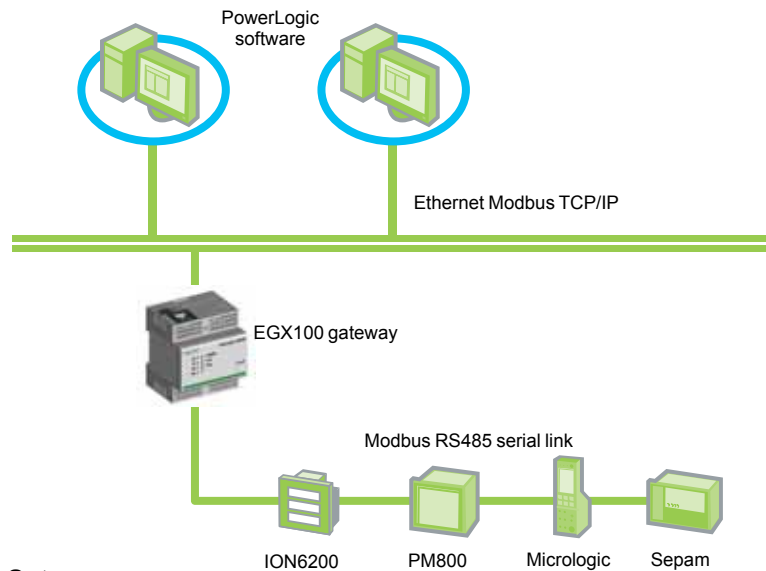 PowerLogic
software
Ethernet Modbus TCP/IP
EGX100 gateway
Modbus RS485 serial link
ION6200
PM800
Micrologic
Sepam